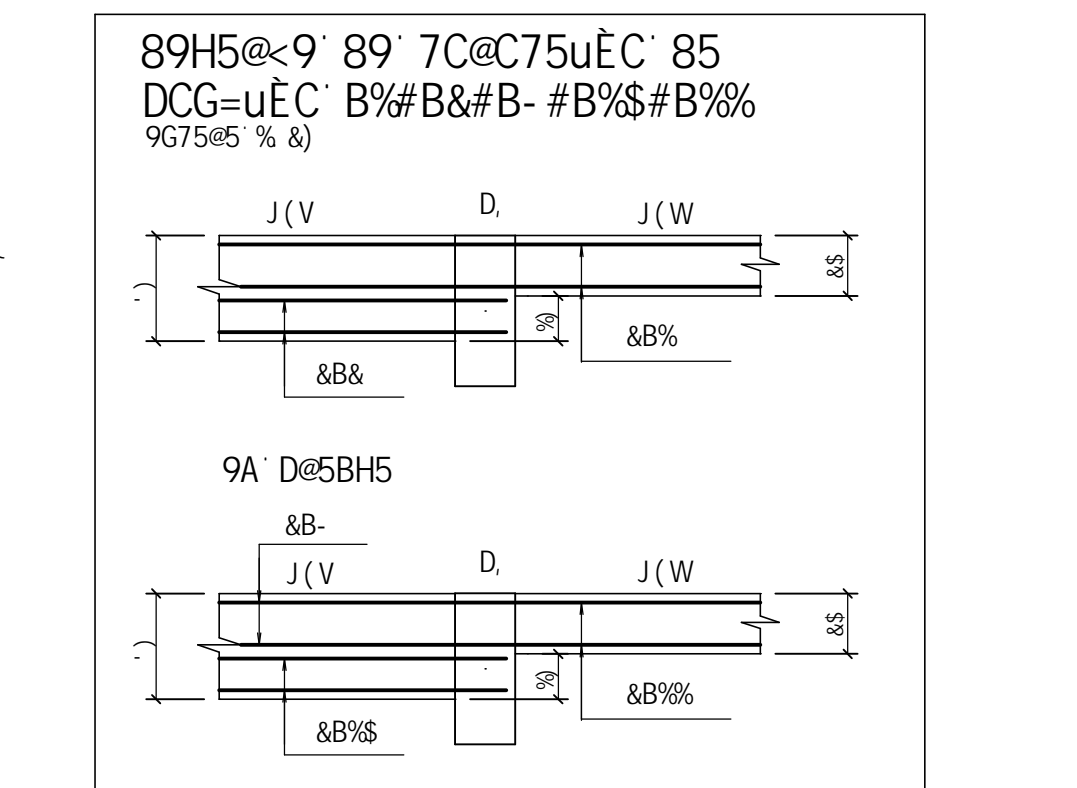 89H5@<9˙ 89˙ 7C@C75uÈC˙ 85
DCG=uÈC˙ B%#B&#B- #B%$#B%%
9G75@5˙ % &)
J ( V
D,
J ( W
- )
&$
%)
&B%
&B&
9A˙ D@5BH5
&B-
J ( V
D,
J ( W
- )
&$
%)
&B%%
&B%$